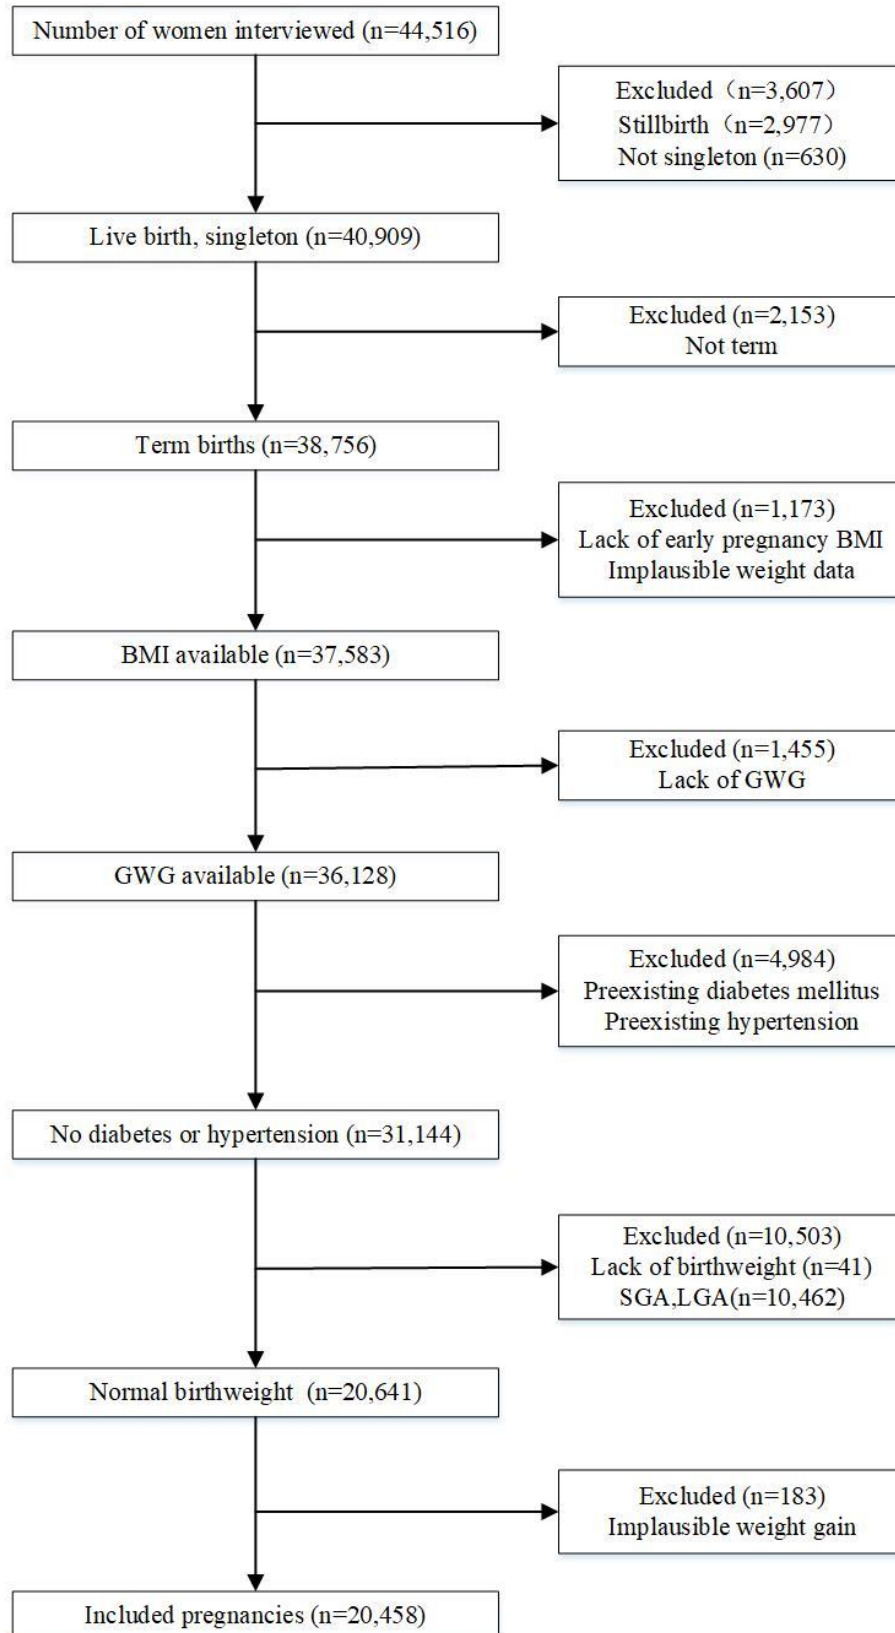 Number of women interviewed (n=44,516)
Excluded（n=3,607）
Stillbirth（n=2,977）
Not singleton (n=630)
Live birth, singleton (n=40,909)
Excluded (n=2,153)
Not term
Term births (n=38,756)
Excluded (n=1,173)
Lack of early pregnancy BMI
Implausible weight data
BMI available (n=37,583)
Excluded (n=1,455)
Lack of GWG
GWG available (n=36,128)
Excluded (n=4,984)
Preexisting diabetes mellitus
Preexisting hypertension
No diabetes or hypertension (n=31,144)
Excluded (n=10,503)
Lack of birthweight (n=41)
SGA,LGA(n=10,462)
Normal birthweight (n=20,641)
Excluded (n=183)
Implausible weight gain
Included pregnancies (n=20,458)